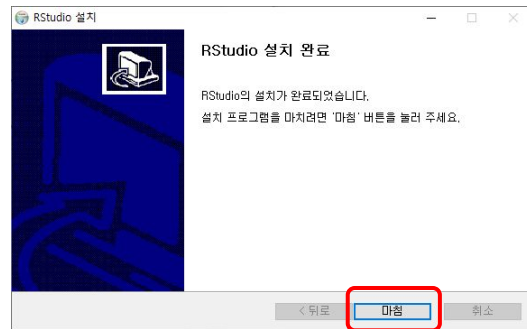 RStudio 설치
RStudio 설치 완료
RStudio의 설치가 완료되었습니다.
설치 프로그램을 마치려면 '마침' 버튼을 눌러 주세요.
< 뒤로
마침
취소